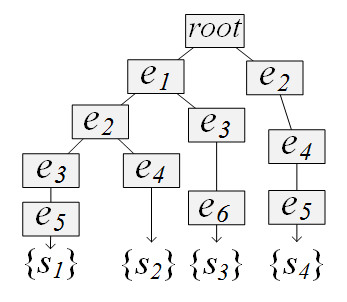 root
e1 e2
e2 e3
e4
e3 e4
e5 e6 e5
{s1} {s2} {s3} {s4}